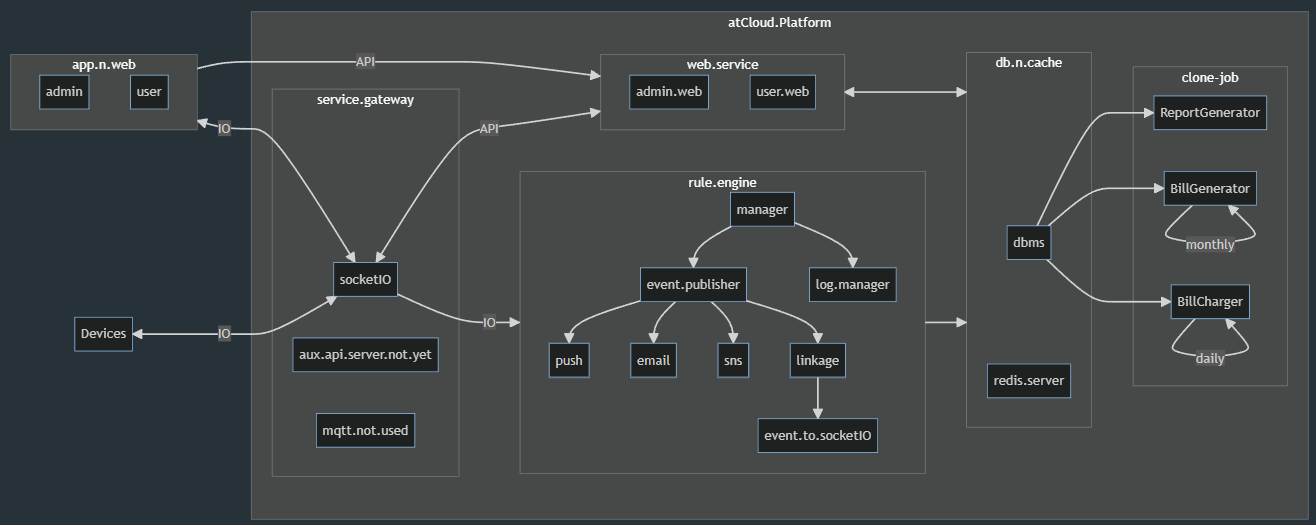 atCloud.Platform
app.n.web
admin
user
API
IO
service.gateway
socketIO
aux.api.server.not.yet
mqtt.not.used
Devices
IO
API
IO
web.service
admin.web
user.web
rule.engine
manager
event.publisher
log.manager
push
email
sns
linkage
event.to.socketIO
db.n.cache
dbms
redis.server
clone-job
ReportGenerator
BillGenerator
monthly
BillCharger
daily